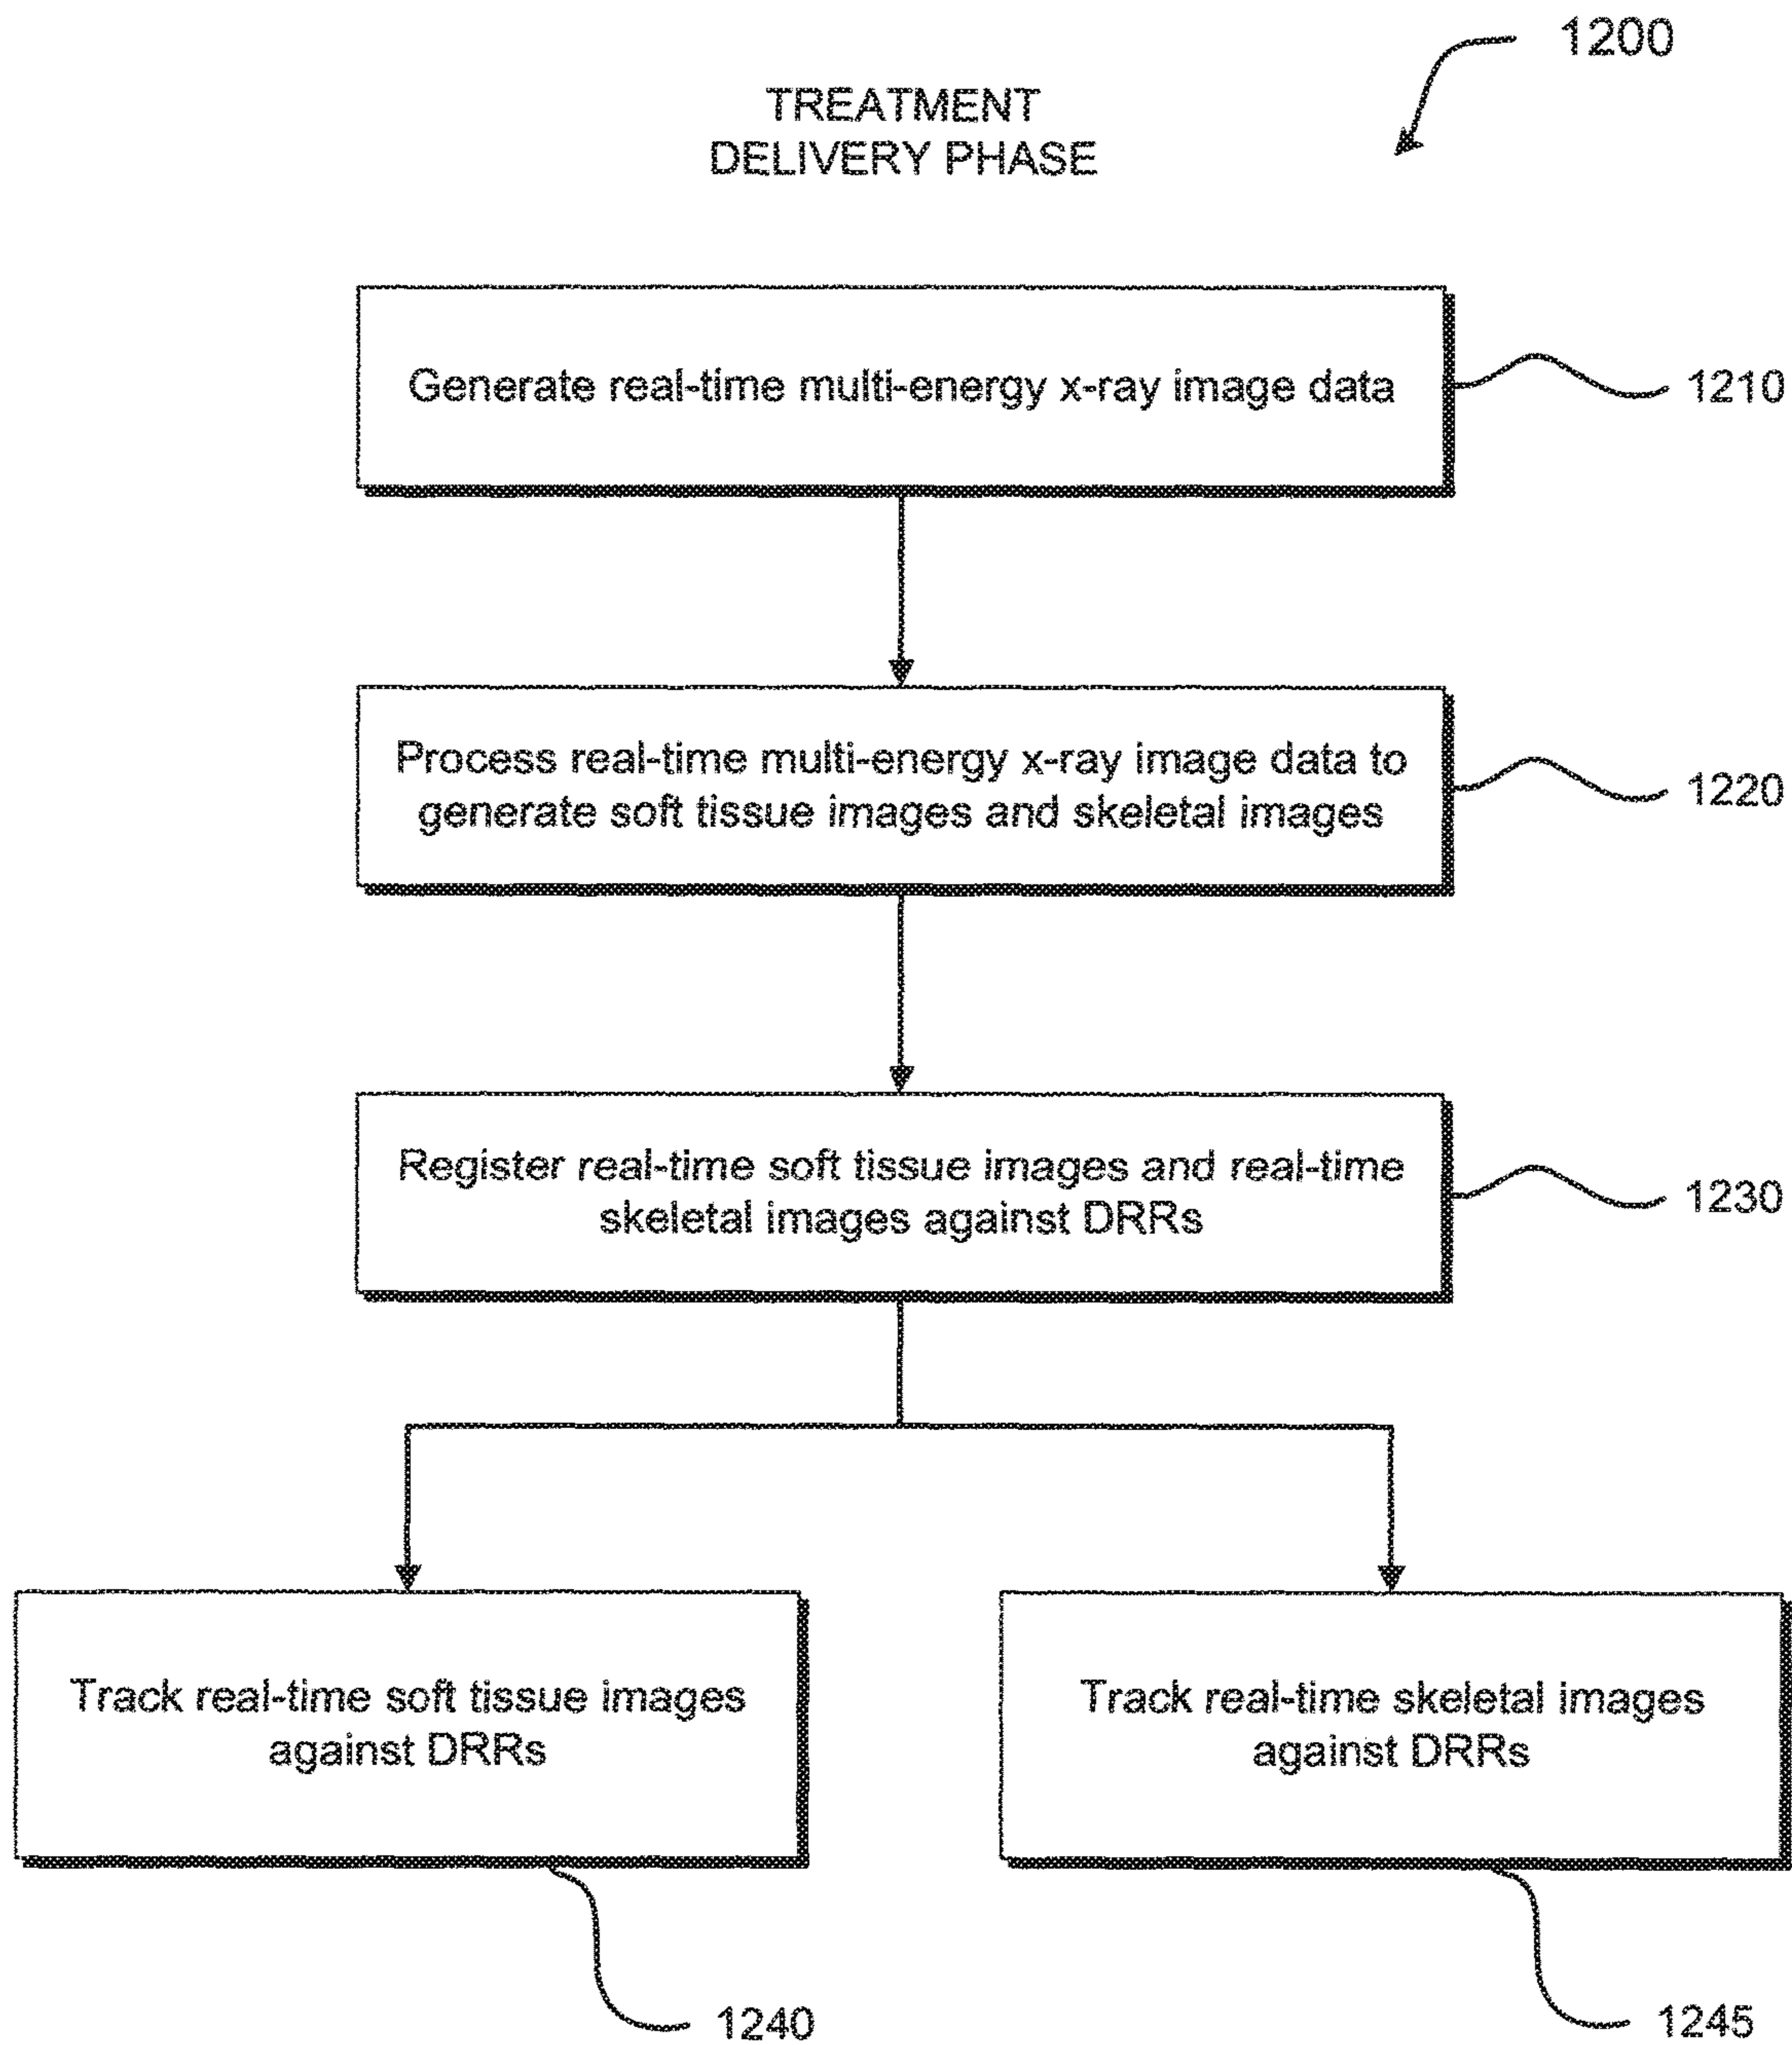 1200
TREATMENT
DELIVERY PHASE
Generate real-time multi-energy x-ray image data
1210
Process real-time multi-energy x-ray image data to
generate soft tissue images and skeletal images
1220
Register real-time soft tissue images and real-time
skeletal images against DRRs
1230
Track real-time soft tissue images
against DRRs
Track real-time skeletal images
against DRRs
1240
1245